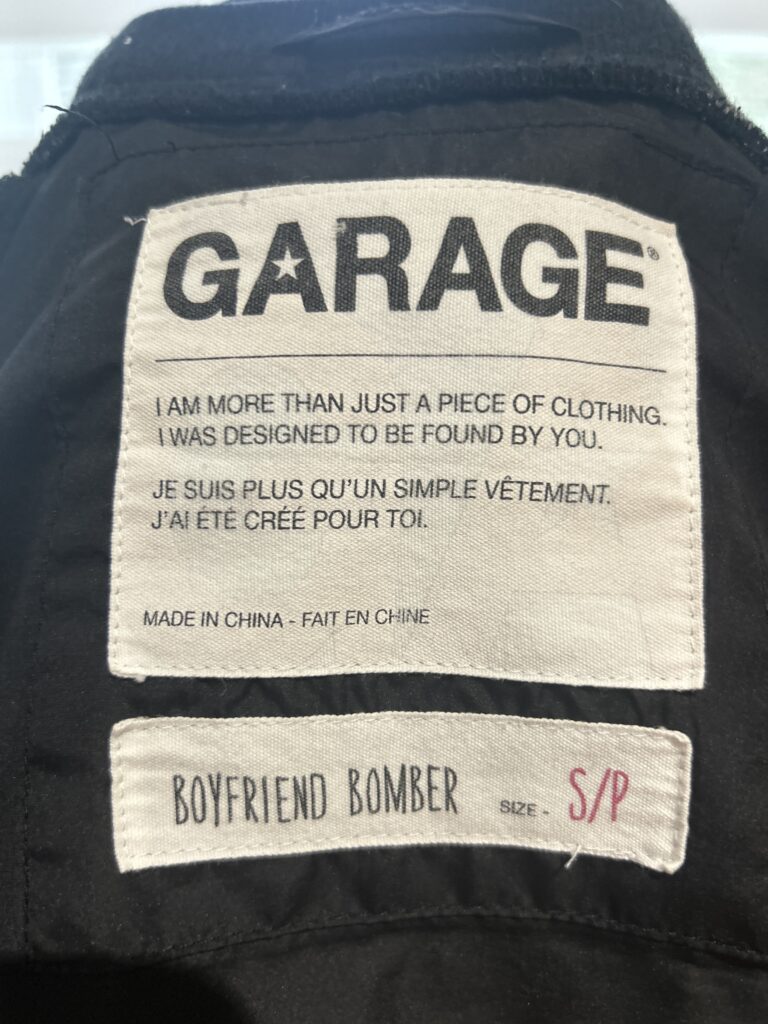 GARAGE®
I AM MORE THAN JUST A PIECE OF CLOTHING.
I WAS DESIGNED TO BE FOUND BY YOU.
JE SUIS PLUS QU'UN SIMPLE VÊTEMENT.
J'AI ÉTÉ CRÉÉ POUR TOI.
MADE IN CHINA - FAIT EN CHINE
BOYFRIEND BOMBER SIZE - S/P